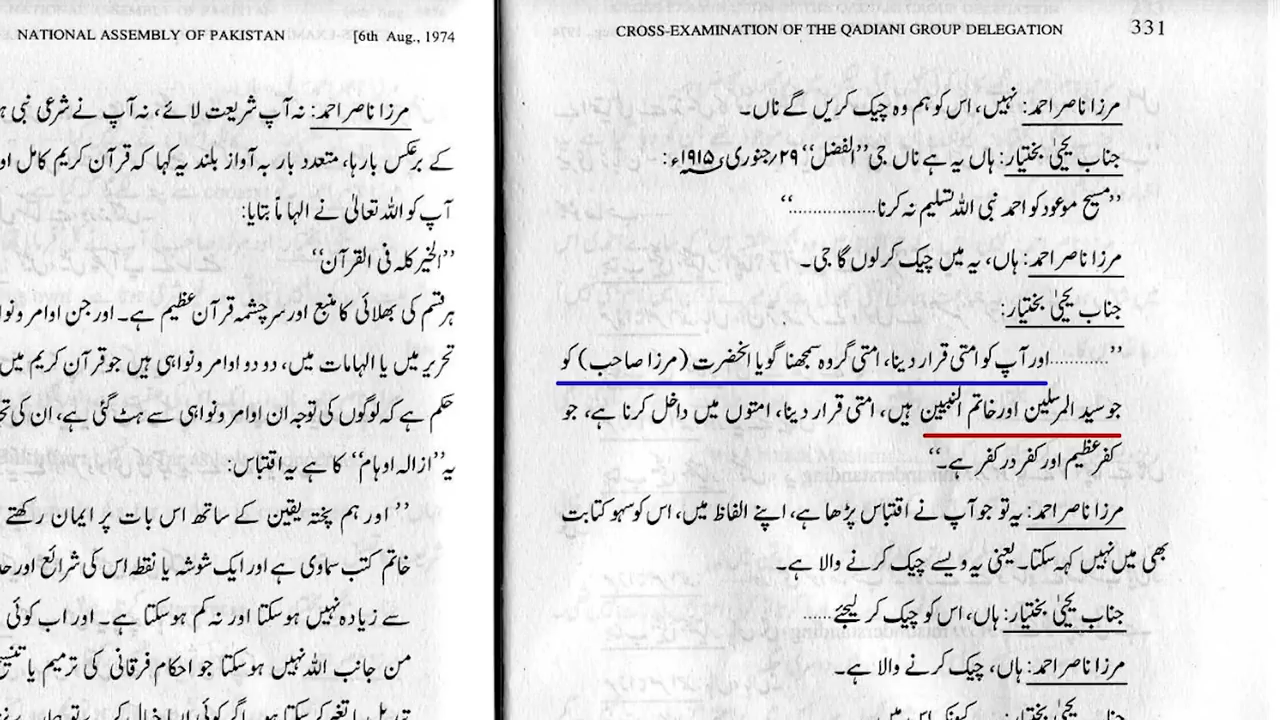 NATIONAL ASSEMBLY OF PAKISTAN [6th Aug., 1974
مرزا ناصر احمد: نہ آپ شریعت لائے، نہ آپ نے شرعی نبی
کے برعکس بارہا، متعدد بار بہ آواز بلند یہ کہا کہ قرآن کریم کامل
آپ کو اللہ تعالیٰ نے الہاماً بتایا:
’’الخیر کلہ فی القرآن‘‘
ہر قسم کی بھلائی کا منبع اور سرچشمہ قرآن عظیم ہے۔ اور جن اوامر و
تحریر میں یا الہامات میں، دو دو اوامر و نواہی ہیں جو قرآن کریم میں
حکم ہے کہ لوگوں کی توجہ ان اوامر و نواہی سے ہٹ گئی ہے، ان کی
یہ ’’ازالہ اوہام‘‘ کا ہے یہ اقتباس:
’’ اور ہم پختہ یقین کے ساتھ اس بات پر ایمان رکھتے
خاتم کتب سماوی ہے اور ایک شوشہ یا نقطہ اس کی شرائع اور
سے زیادہ نہیں ہو سکتا اور نہ کم ہو سکتا ہے۔ اور اب کوئی
من جانب اللہ نہیں ہو سکتا جو احکام فرقانی کی ترمیم یا
CROSS-EXAMINATION OF THE QADIANI GROUP DELEGATION 331
مرزا ناصر احمد: نہیں، اس کو ہم وہ چیک کریں گے ناں۔
جناب یحییٰ بختیار: ہاں یہ ہے ناں جی ’’الفضل‘‘ ۲۹؍جنوری ۱۹۱۵ء:
’’مسیح موعود کو احمد نبی اللہ تسلیم نہ کرنا.................‘‘
مرزا ناصر احمد: ہاں، یہ میں چیک کر لوں گا جی۔
جناب یحییٰ بختیار:
’’...........اور آپ کو امتی قرار دینا، امتی گروہ سمجھنا گویا آنحضرت (مرزا صاحب) کو
جو سید المرسلین اور خاتم النبیین ہیں، امتی قرار دینا، امتوں میں داخل کرنا ہے، جو
کفر عظیم اور کفر در کفر ہے۔‘‘
مرزا ناصر احمد: یہ تو جو آپ نے اقتباس پڑھا ہے، اپنے الفاظ میں، اس کو سہو کتابت
بھی میں نہیں کہہ سکتا۔ یعنی یہ ویسے چیک کرنے والا ہے۔
جناب یحییٰ بختیار: ہاں، اس کو چیک کر لیجئے......
مرزا ناصر احمد: ہاں، چیک کرنے والا ہے۔